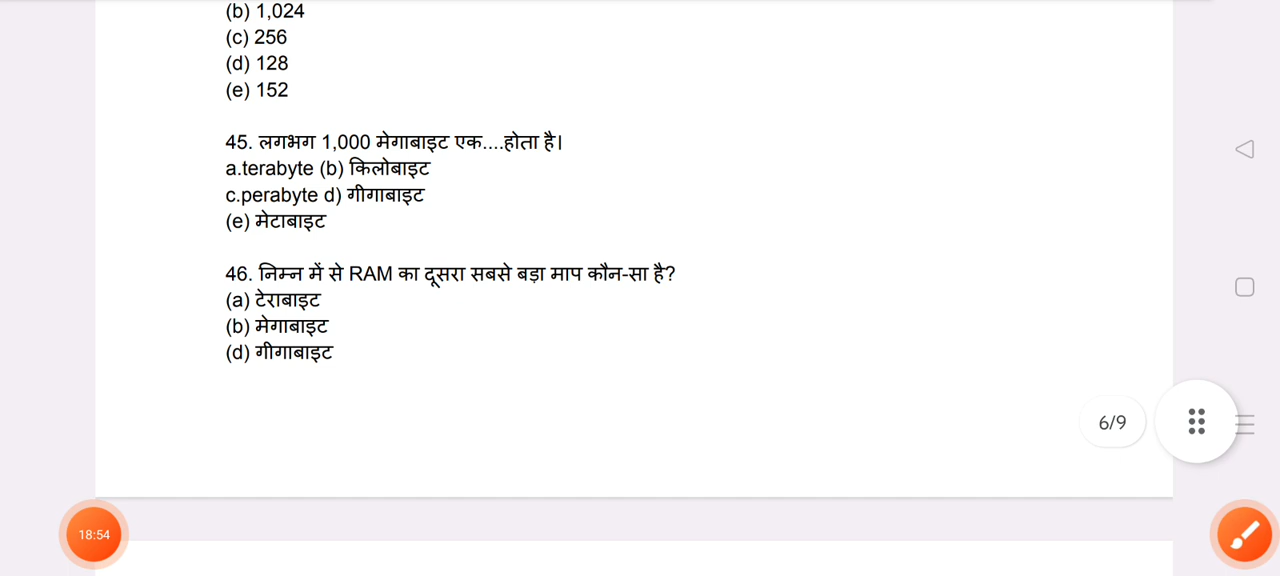 (b) 1,024
(c) 256
(d) 128
(e) 152
45. लगभग 1,000 मेगाबाइट एक....होता है।
a.terabyte (b) किलोबाइट
c.perabyte d) गीगाबाइट
(e) मेटाबाइट
46. निम्न में से RAM का दूसरा सबसे बड़ा माप कौन-सा है?
(a) टेराबाइट
(b) मेगाबाइट
(d) गीगाबाइट
6/9
18:54